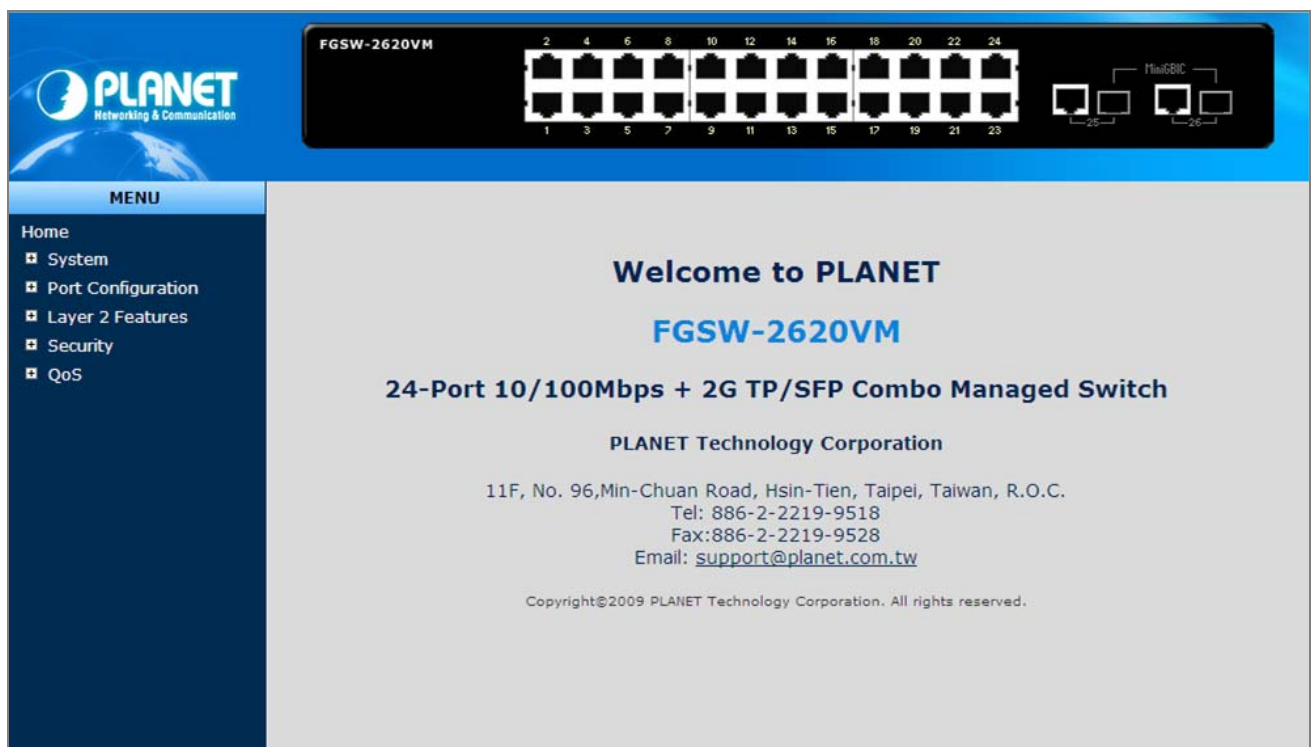 PLANET
Networking & Communication
FGSW-2620VM
2 4 6 8 10 12 14 16 18 20 22 24
MiniGBIC
1 3 5 7 9 11 13 15 17 19 21 23
25 26
MENU
Home
System
Port Configuration
Layer 2 Features
Security
QoS
Welcome to PLANET
FGSW-2620VM
24-Port 10/100Mbps + 2G TP/SFP Combo Managed Switch
PLANET Technology Corporation
11F, No. 96,Min-Chuan Road, Hsin-Tien, Taipei, Taiwan, R.O.C.
Tel: 886-2-2219-9518
Fax:886-2-2219-9528
Email: support@planet.com.tw
Copyright©2009 PLANET Technology Corporation. All rights reserved.